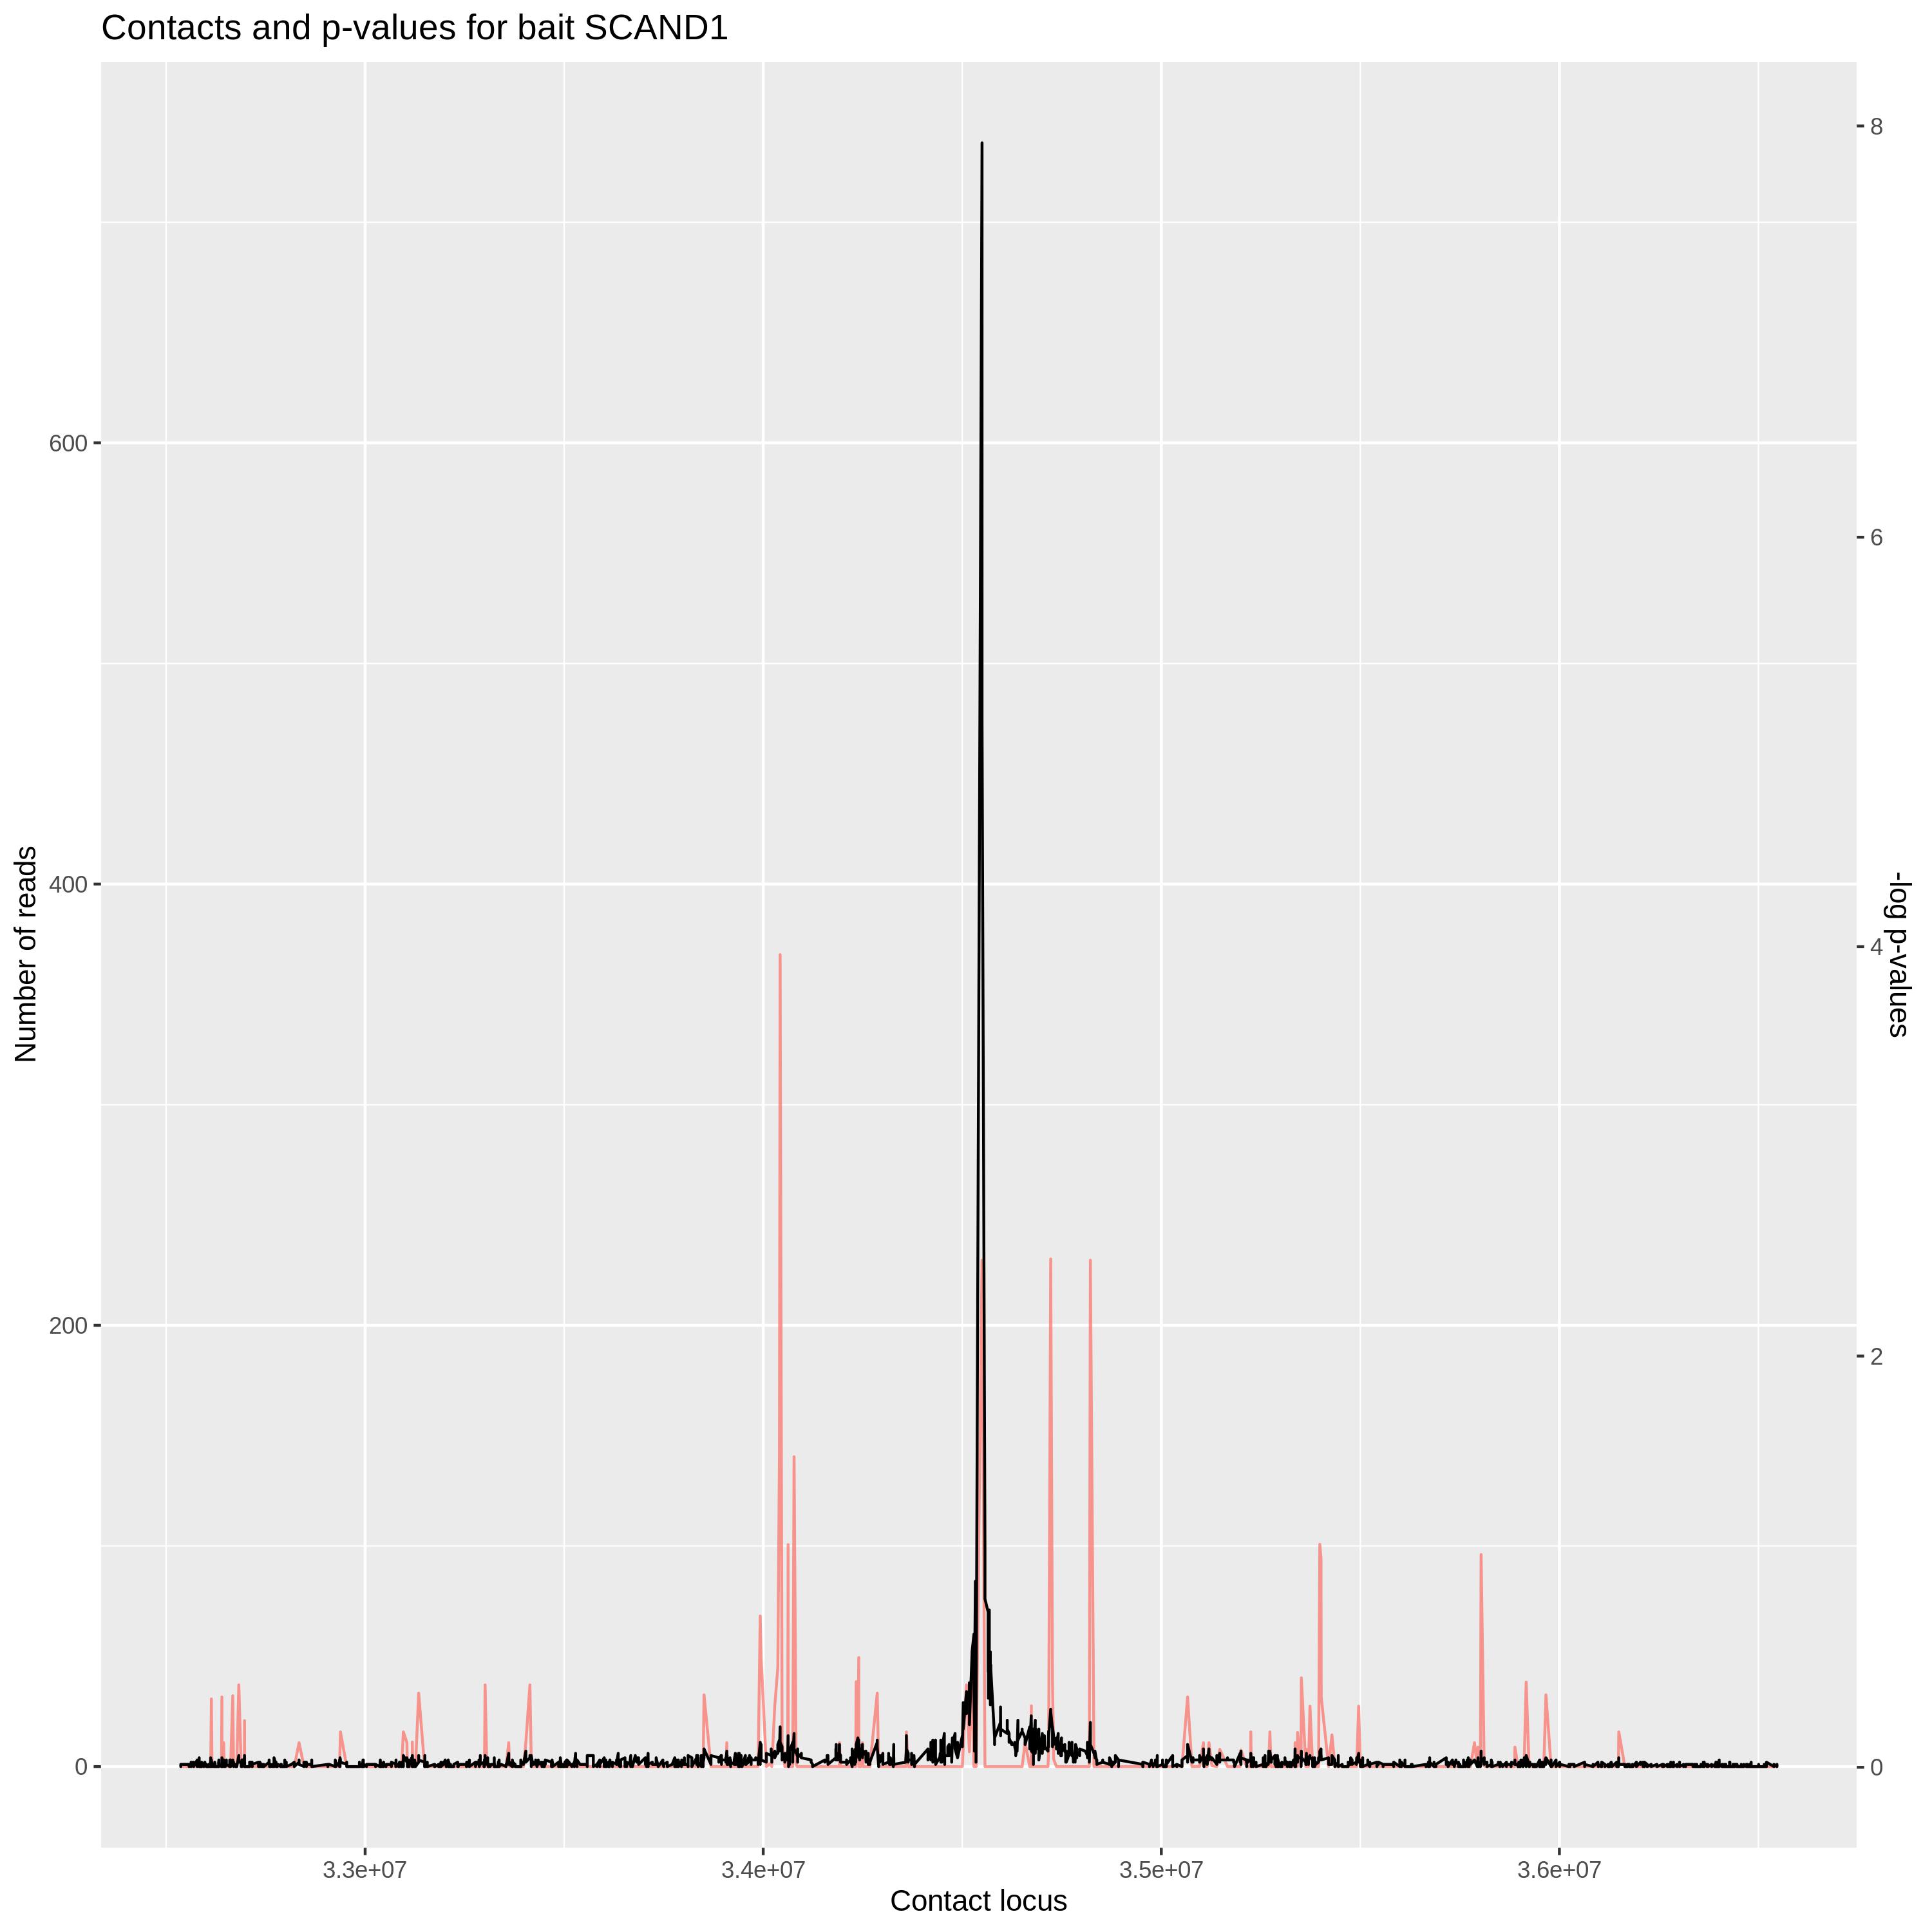 Contacts and p-values for bait SCAND1
8
6
4
2
0
600
400
200
0
Number of reads
-log p-values
3.3e+07
3.4e+07
3.5e+07
3.6e+07
Contact locus